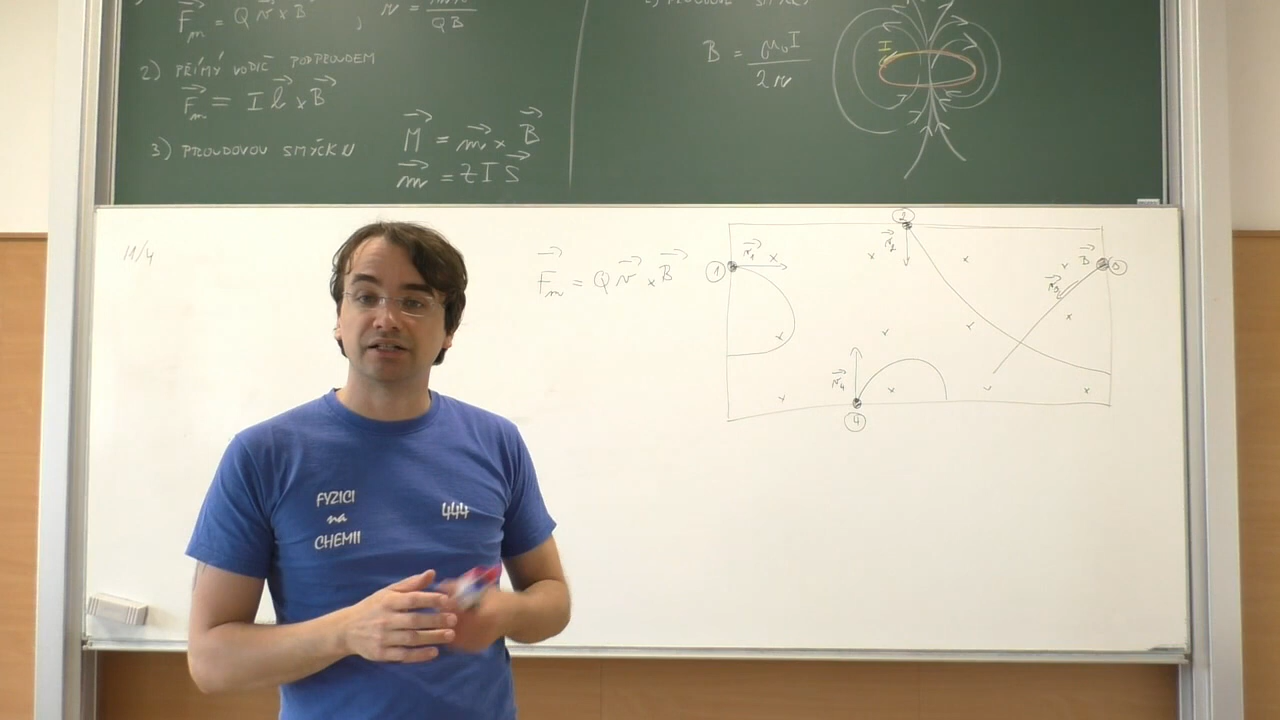 F⃗m = Q v⃗ × B⃗ ,
QB
2) PŘÍMÝ VODIČ POD PROUDEM
F⃗m = I l⃗ × B⃗
3) PROUDOVOU SMYČKU
M⃗ = m⃗ × B⃗
m⃗ = z I S⃗
B = μ₀I / 2r
I
11/4
F⃗m = Q v⃗ × B⃗
1
v⃗1
2
v⃗2
B⃗
3
v⃗3
v⃗4
4
FYZICI
na
CHEMII
444